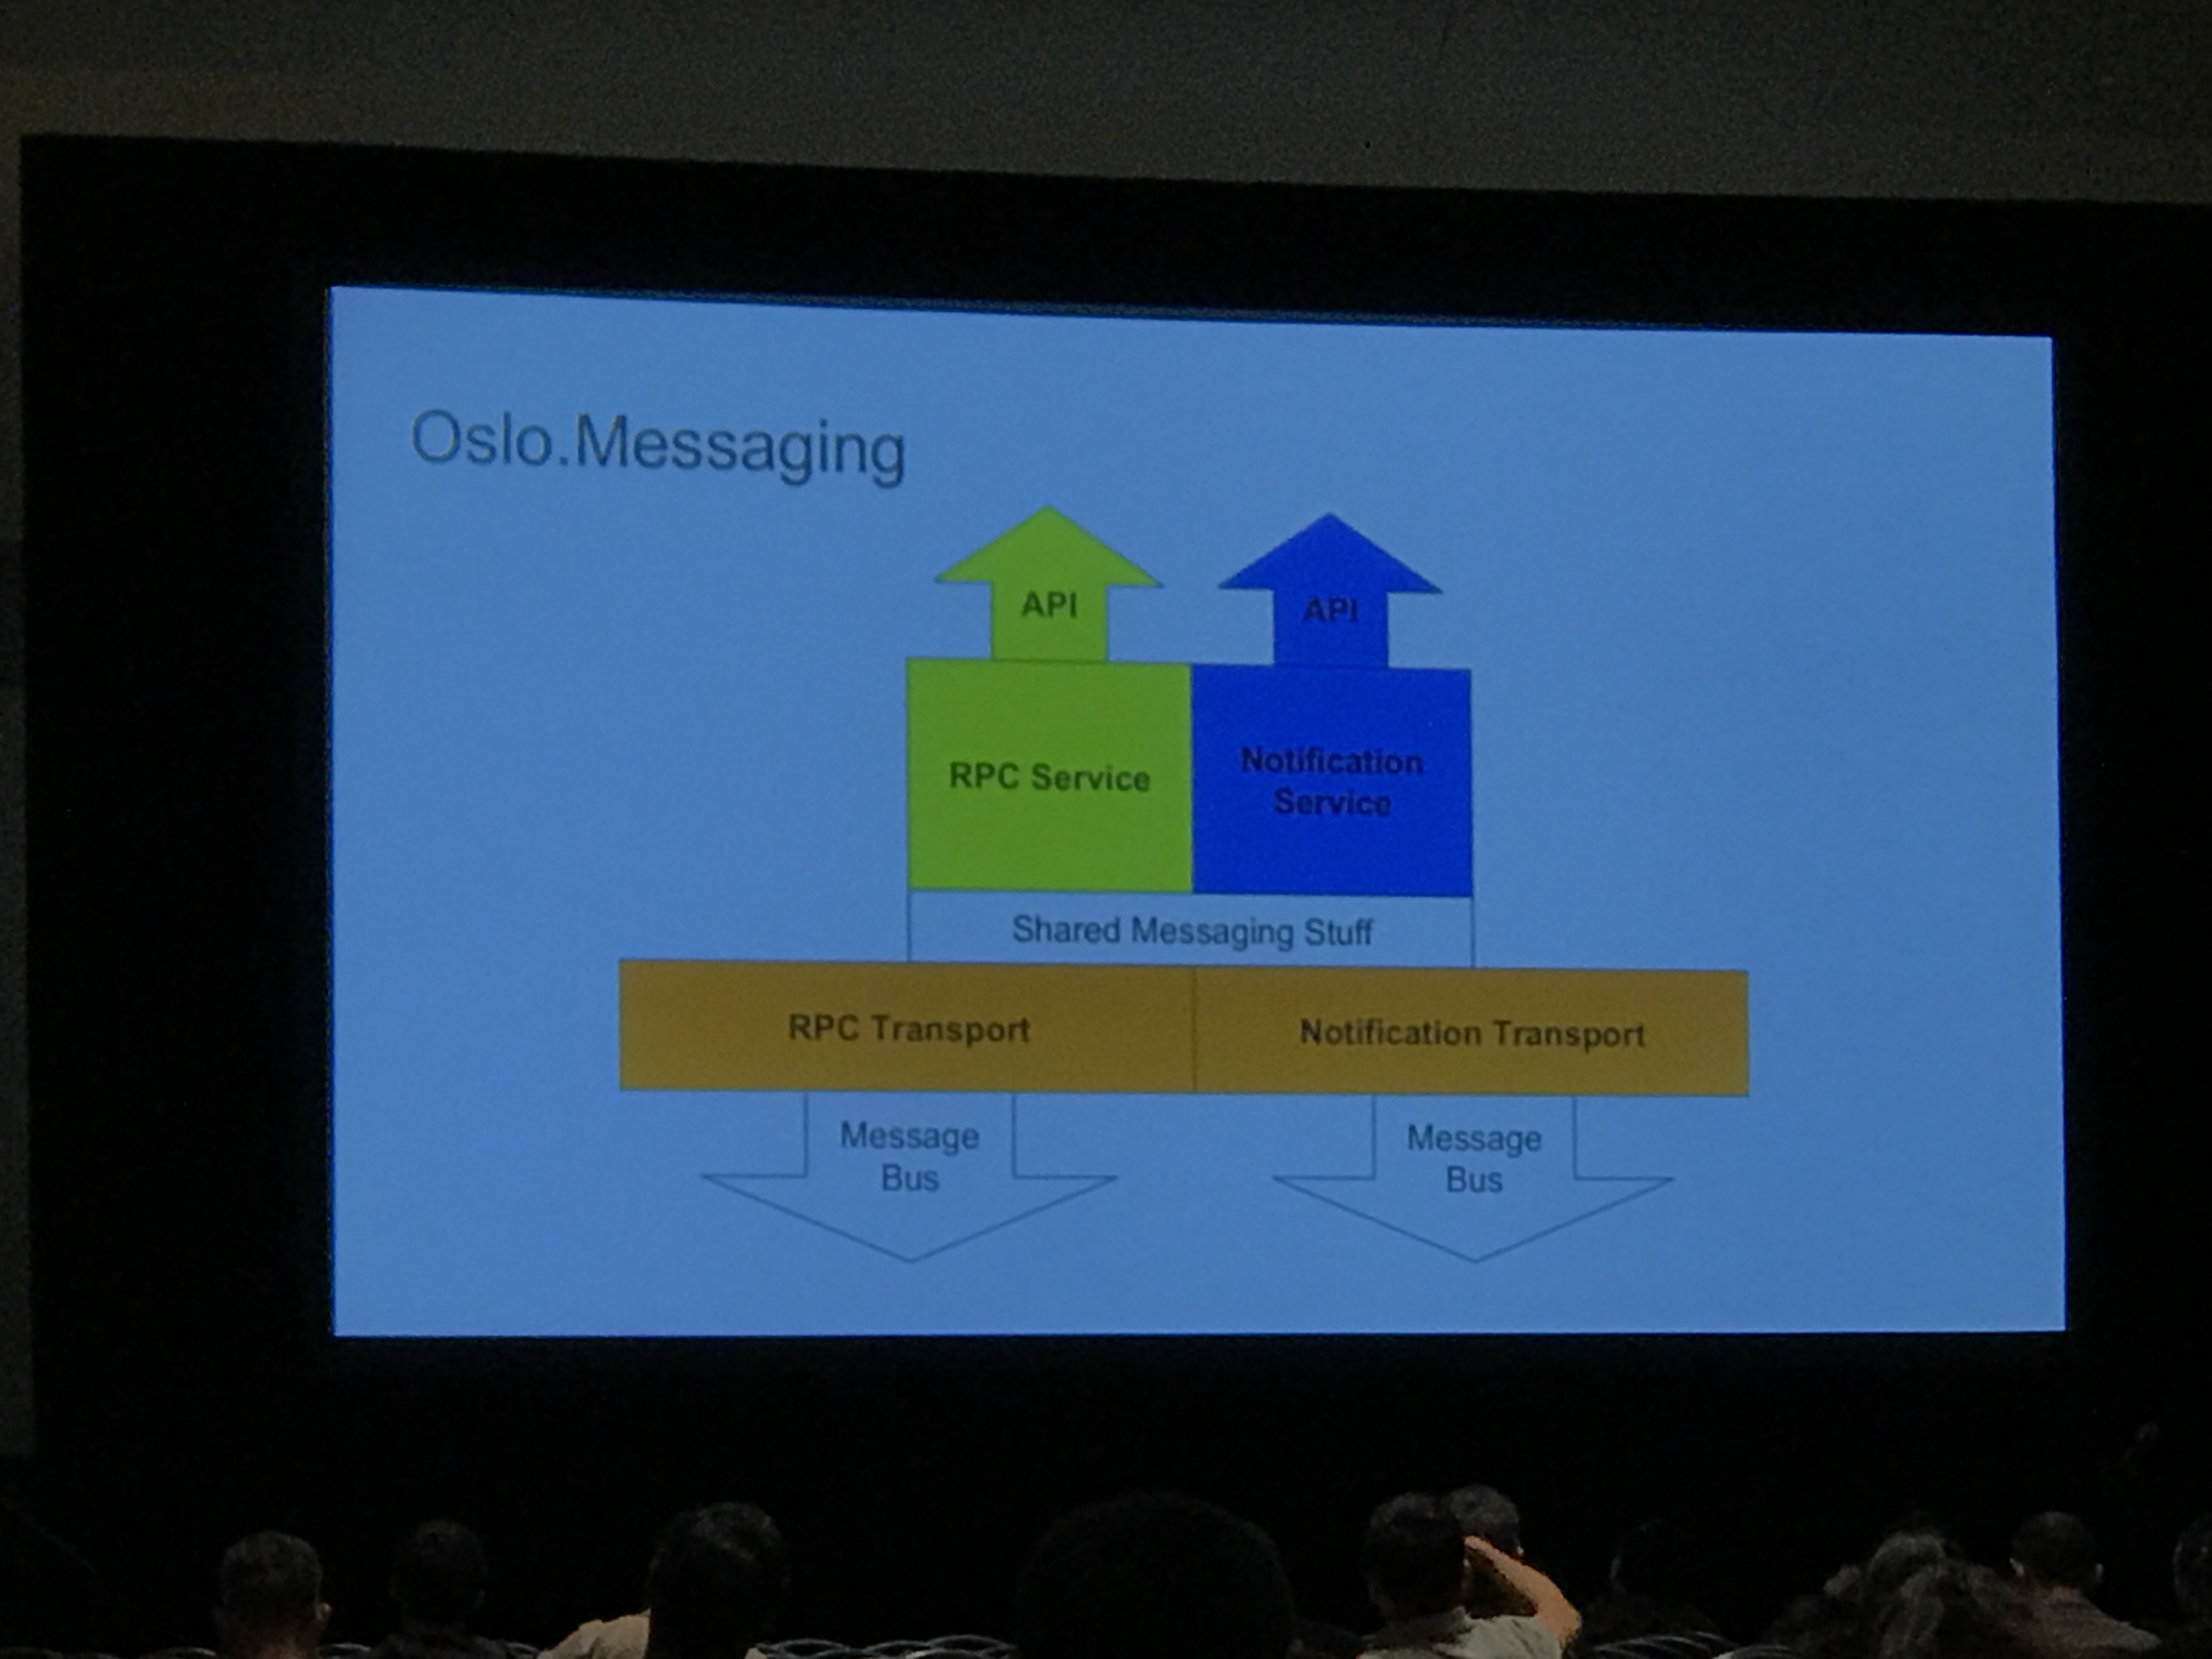 Oslo.Messaging
API
API
RPC Service
Notification
Service
Shared Messaging Stuff
RPC Transport
Notification Transport
Message
Bus
Message
Bus